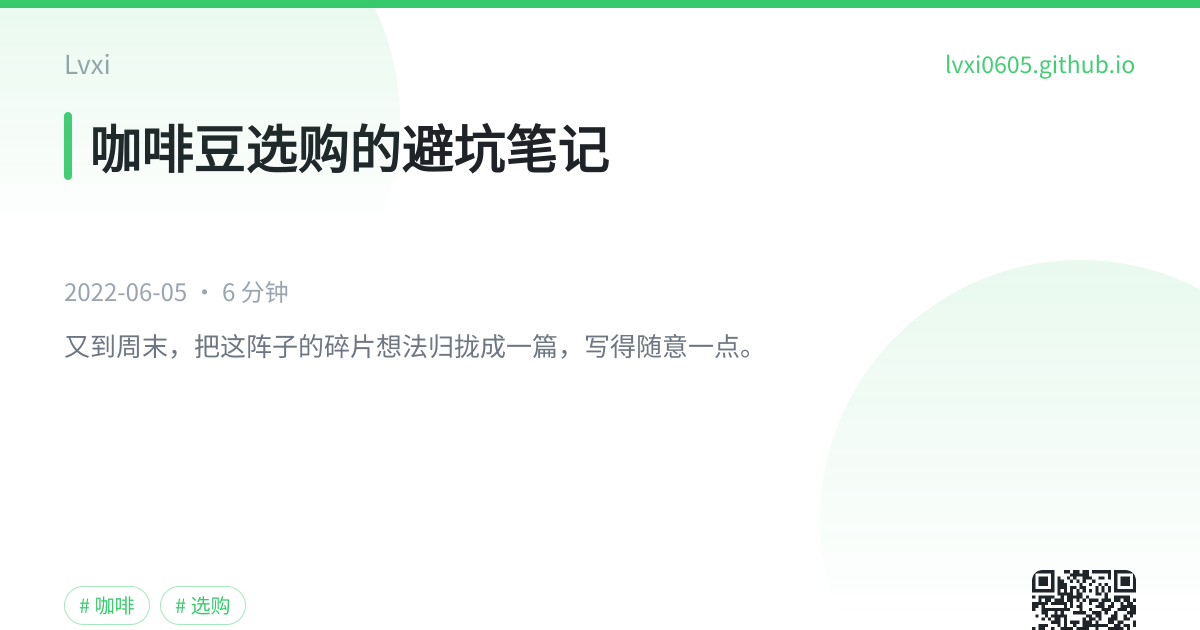 Lvxi
lvxi0605.github.io
咖啡豆选购的避坑笔记
2022-06-05 · 6 分钟
又到周末，把这阵子的碎片想法归拢成一篇，写得随意一点。
# 咖啡
# 选购